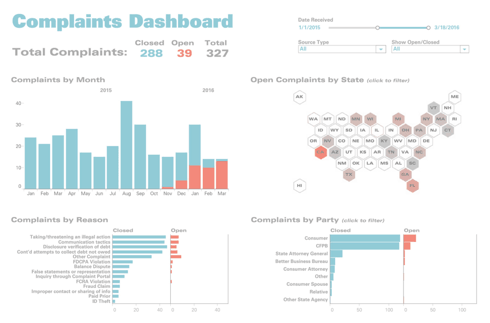 Complaints Dashboard
Closed Open Total
Total Complaints: 288 39 327
Date Received
1/1/2015 2/16/2016
Source Type Show Open/Closed
All All
Complaints by Month
2015 2016
40
30
20
10
0
Jan Feb Mar Apr May Jun Jul Aug Sep Oct Nov Dec Jan Feb Mar
Open Complaints by State (click to filter)
AK ME
VT NH
WA MT ND MN WI MI NY MA RI
ID WY SD IA IL IN OH PA NJ CT
OR NV CO NE MO KY WV MD DE
AZ UT KS AR TN VA NC
NM OK LA MS AL SC
TX GA
HI FL
Complaints by Reason
Closed Open
Taking/threatening an illegal action
Communication tactics
Disclosure verification of debt
Cont'd attempts to collect debt not owed
Other Complaint
FDCPA Violation
Balance Dispute
False statements or representation
Inquiry through Complaint Portal
FCRA Violation
Fraud Claim
Improper contact or sharing of info
Paid Prior
ID Theft
0 20 40 0 20 40
Complaints by Party (click to filter)
Closed Open
Consumer
CFPB
State Attorney General
Better Business Bureau
Consumer Attorney
Other
Consumer Spouse
Relative
Other State Agency
0 50 100 0 50 100